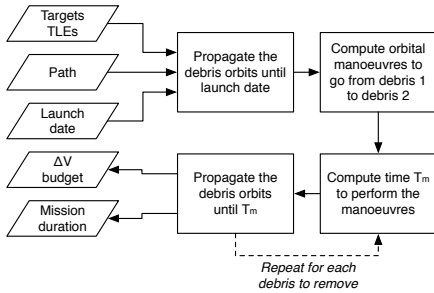 Targets
TLEs
Path
Launch
date
Propagate the
debris orbits until
launch date
Compute orbital
manoeuvres to
go from debris 1
to debris 2
ΔV
budget
Mission
duration
Propagate the
debris orbits
until Tm
Compute time Tm
to perform the
manoeuvres
Repeat for each
debris to remove